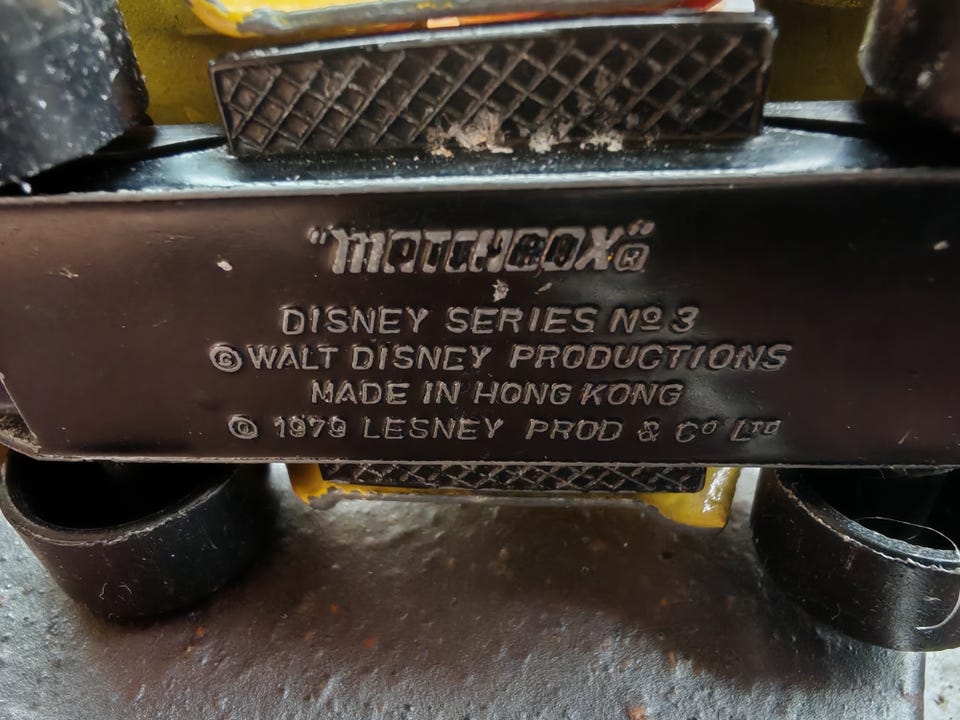 "MATCHBOX"®
DISNEY SERIES Nº 3
© WALT DISNEY PRODUCTIONS
MADE IN HONG KONG
© 1979 LESNEY PROD & Cº LTD